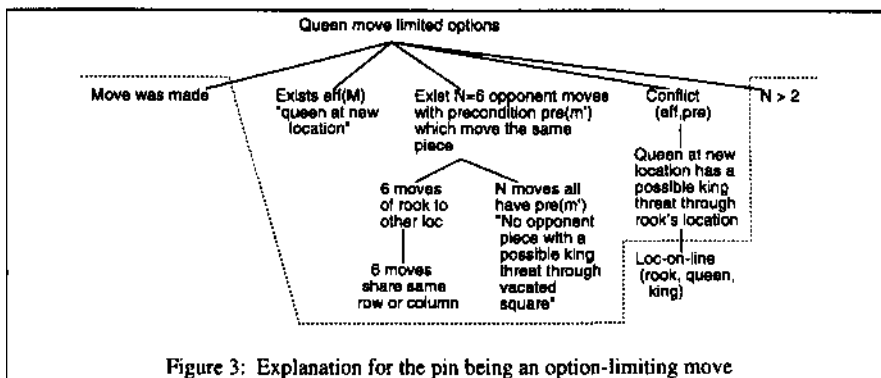 Queen move limited options
Move was made
Exists eff(M)
"queen at new
location"
Exist N=6 opponent moves
with precondition pre(m')
which move the same
piece
Conflict
(eff,pre)
N > 2
Queen at new
location has a
possible king
threat through
rook's location
6 moves
of rook to
other loc
N moves all
have pre(m')
"No opponent
piece with a
possible king
threat through
vacated
square"
Loc-on-line
(rook, queen,
king)
6 moves
share same
row or column
Figure 3: Explanation for the pin being an option-limiting move